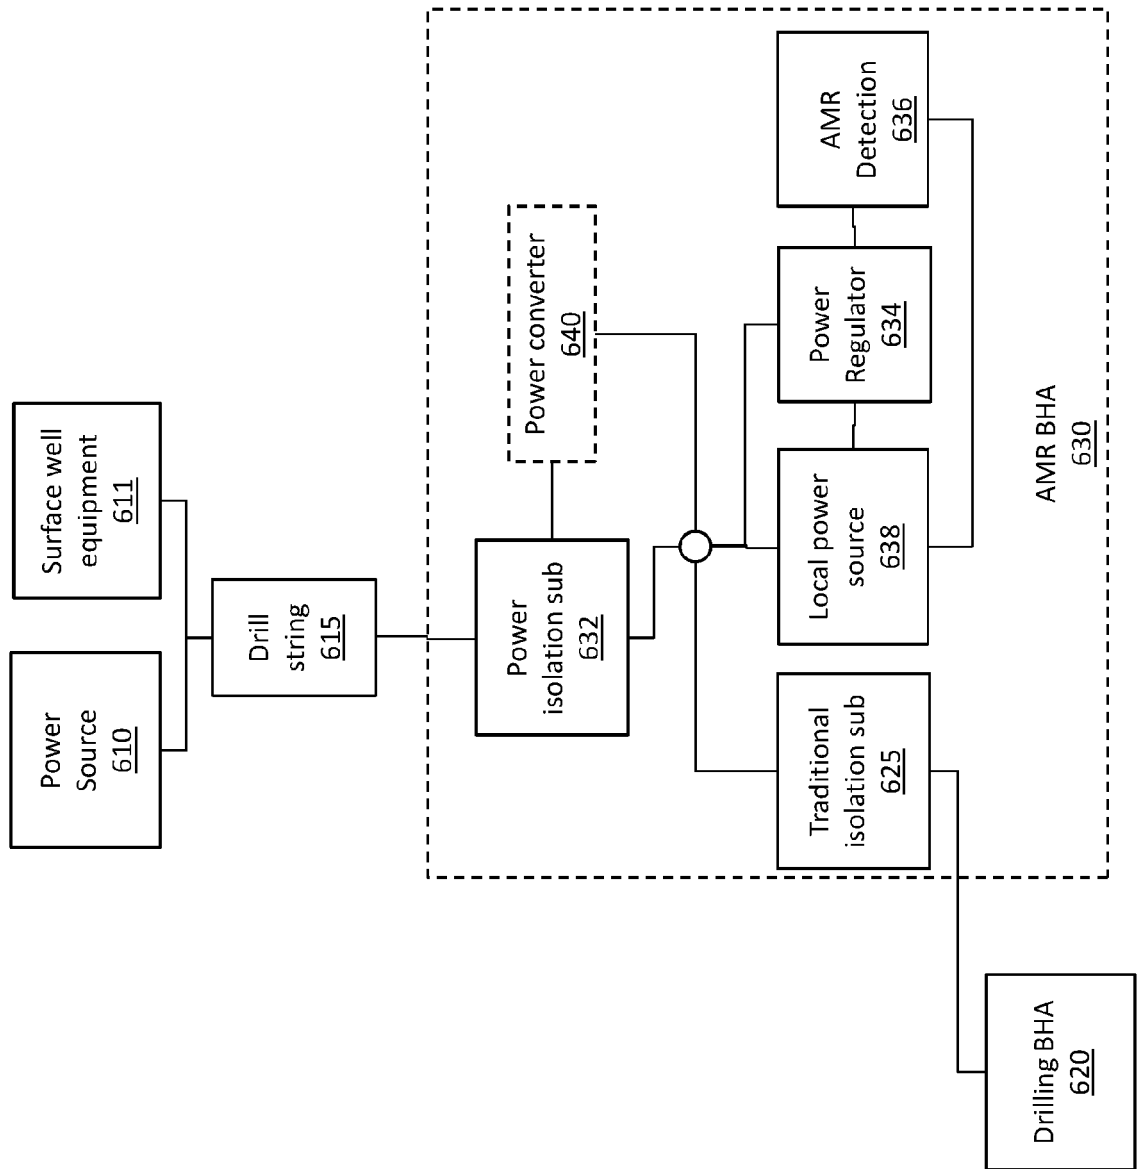 Power
Source
610
Surface well
equipment
611
Drill
string
615
Power
isolation sub
632
Power converter
640
Traditional
isolation sub
625
Local power
source
638
Power
Regulator
634
AMR
Detection
636
AMR BHA
630
Drilling BHA
620